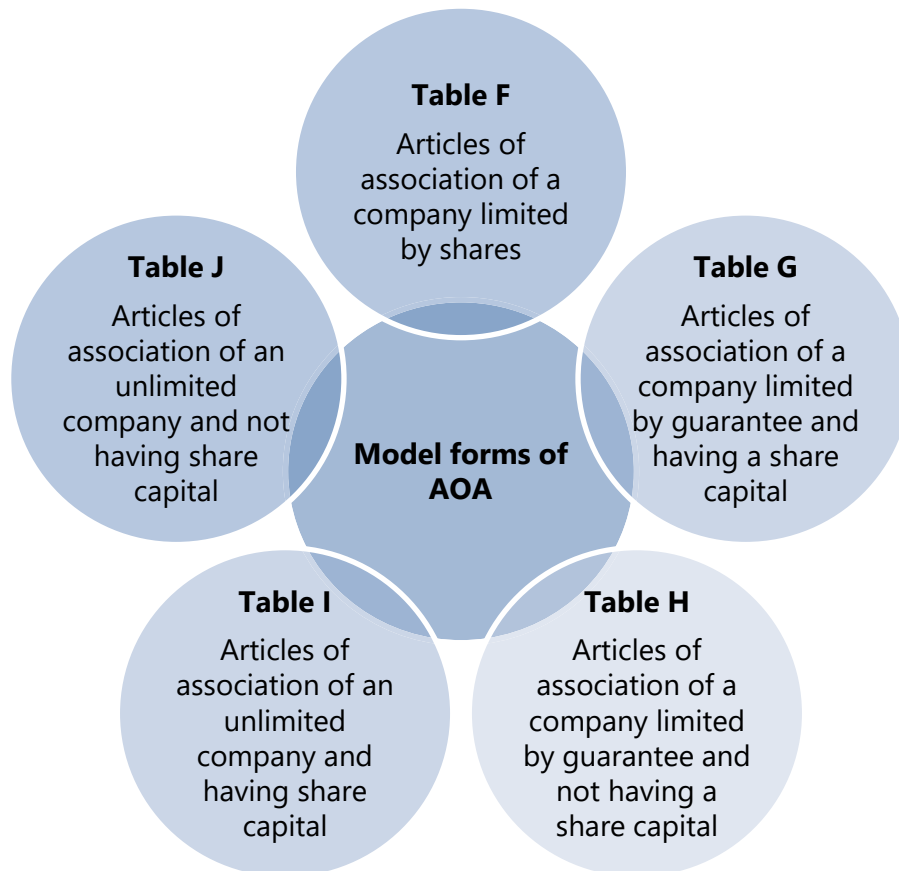 Table F
Articles of
association of a
company limited
by shares
Table J
Articles of
association of an
unlimited
company and not
having share
capital
Table G
Articles of
association of a
company limited
by guarantee and
having a share
capital
Model forms of
AOA
Table I
Articles of
association of an
unlimited
company and
having share
capital
Table H
Articles of
association of a
company limited
by guarantee and
not having a
share capital